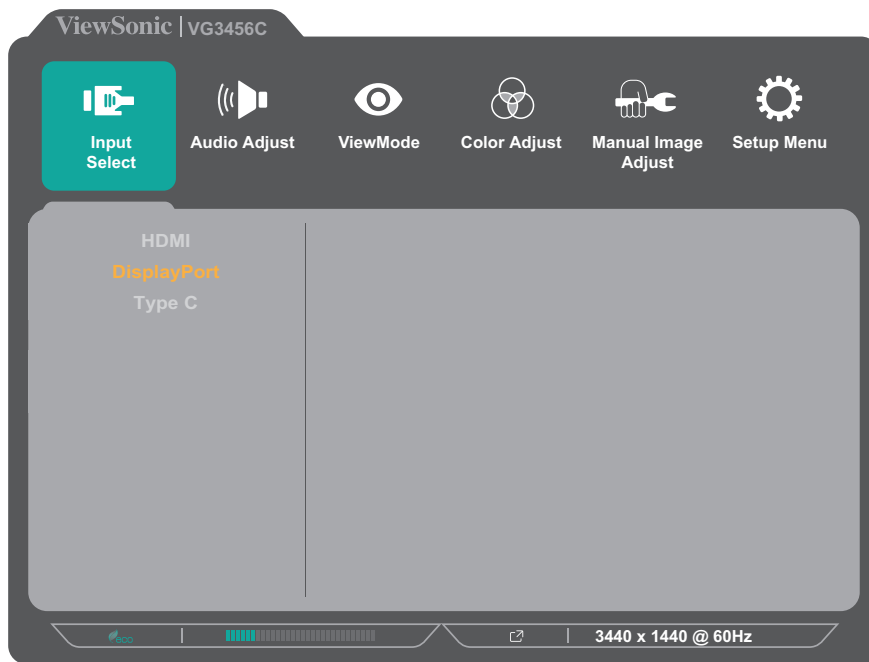 ViewSonic | VG3456C
Input Select
Audio Adjust
ViewMode
Color Adjust
Manual Image Adjust
Setup Menu
HDMI
DisplayPort
Type C
eco
3440 x 1440 @ 60Hz